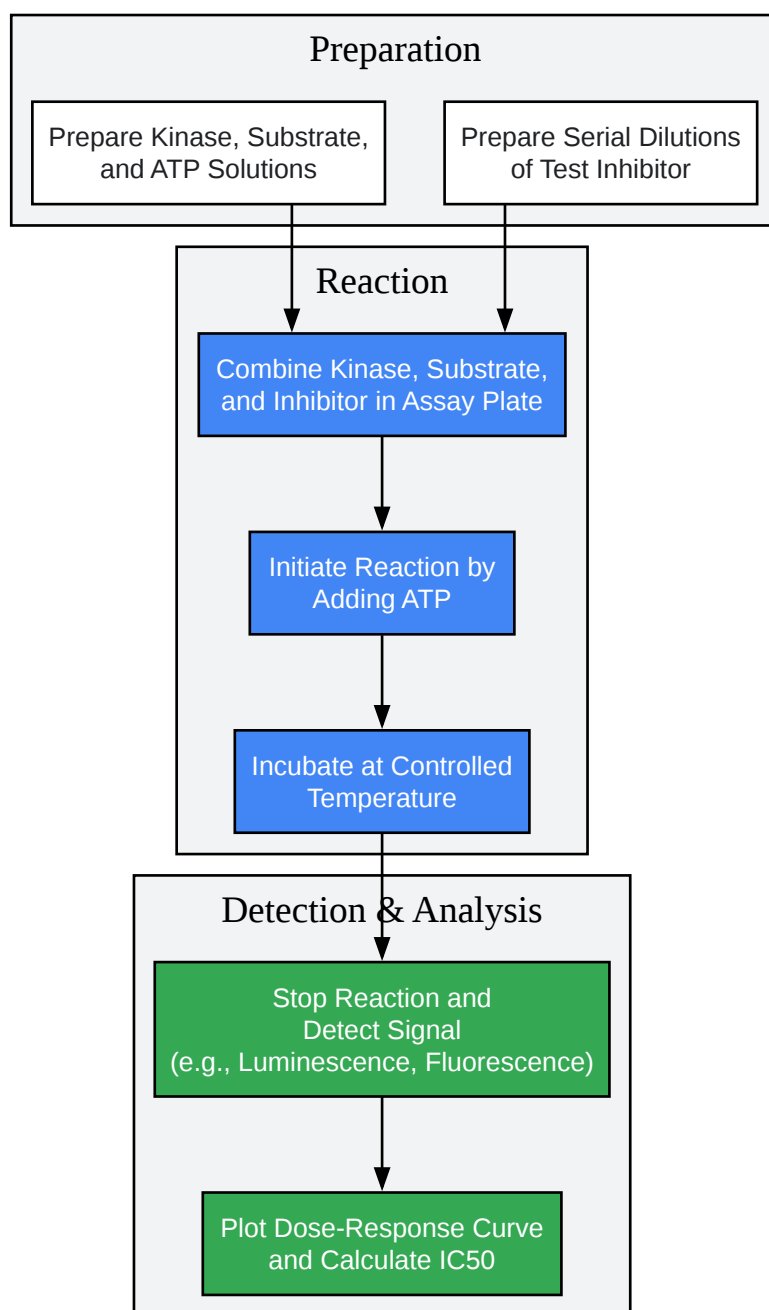 Preparation
Prepare Kinase, Substrate,
and ATP Solutions
Prepare Serial Dilutions
of Test Inhibitor
Reaction
Combine Kinase, Substrate,
and Inhibitor in Assay Plate
Initiate Reaction by
Adding ATP
Incubate at Controlled
Temperature
Detection & Analysis
Stop Reaction and
Detect Signal
(e.g., Luminescence, Fluorescence)
Plot Dose-Response Curve
and Calculate IC50